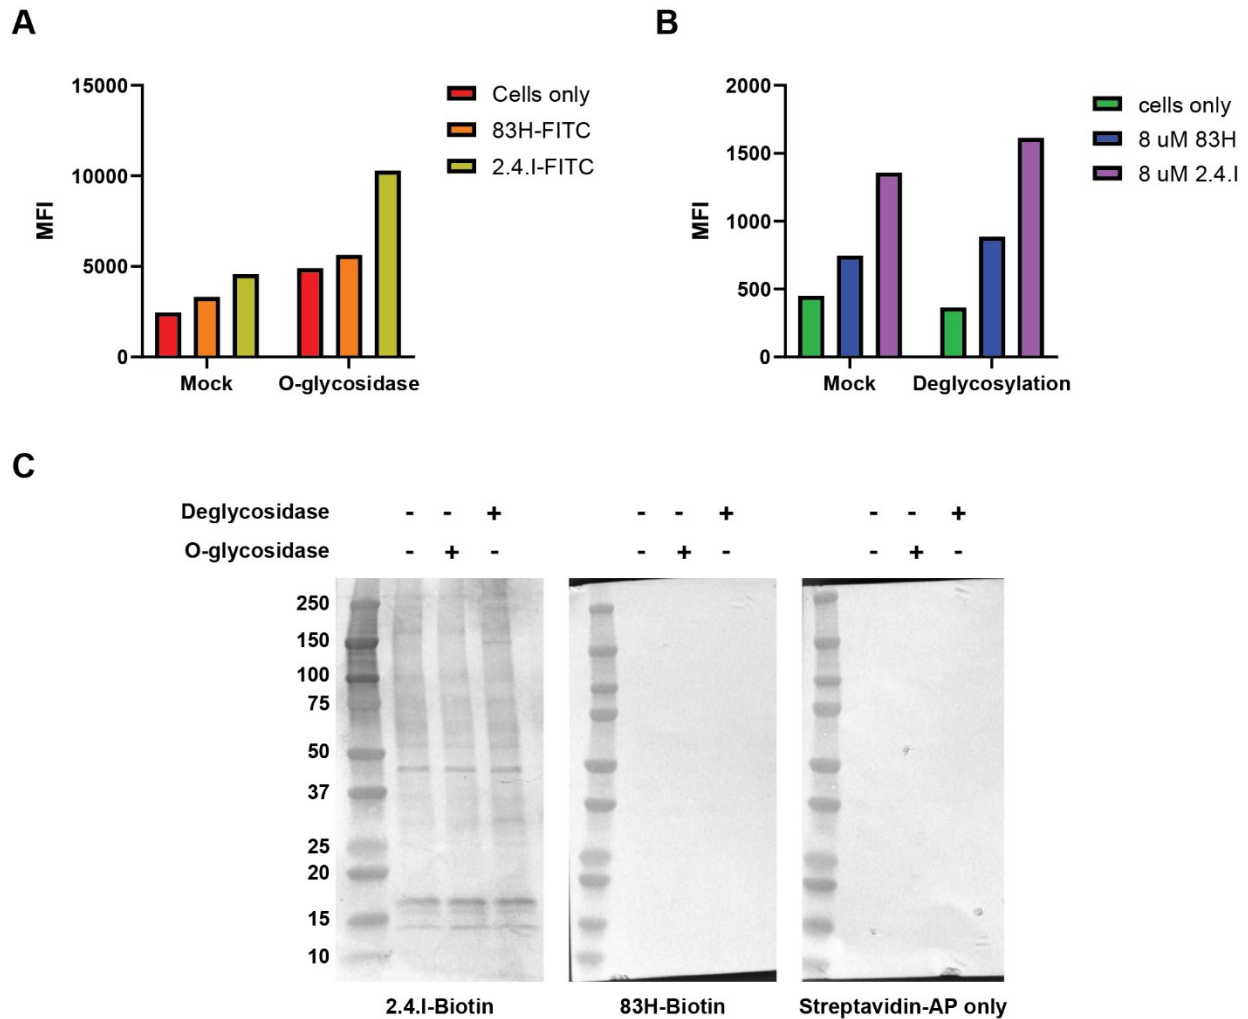 A
15000
10000
5000
0
MFI
Mock
O-glycosidase
Cells only
83H-FITC
2.4.I-FITC
B
2000
1500
1000
500
0
MFI
Mock
Deglycosylation
cells only
8 uM 83H
8 uM 2.4.I
C
Deglycosidase - - + - - + - - +
O-glycosidase - + - - + - - + -
250
150
100
75
50
37
25
20
15
10
2.4.I-Biotin
83H-Biotin
Streptavidin-AP only